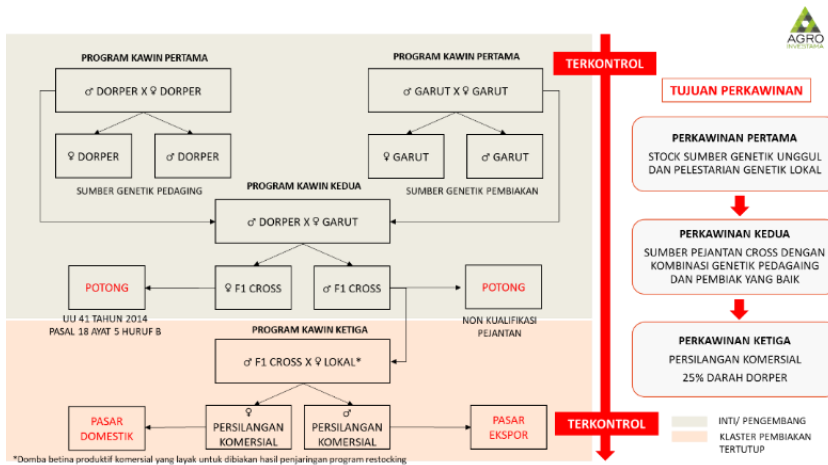 AGRO
INVESTAMA
PROGRAM KAWIN PERTAMA
♂ DORPER X ♀ DORPER
♀ DORPER
♂ DORPER
SUMBER GENETIK PEDAGING
PROGRAM KAWIN PERTAMA
♂ GARUT X ♀ GARUT
♀ GARUT
♂ GARUT
SUMBER GENETIK PEMBIAKAN
PROGRAM KAWIN KEDUA
♂ DORPER X ♀ GARUT
POTONG
♀ F1 CROSS
♂ F1 CROSS
POTONG
UU 41 TAHUN 2014
PASAL 18 AYAT 5 HURUF B
NON KUALIFIKASI
PEJANTAN
PROGRAM KAWIN KETIGA
♂ F1 CROSS X ♀ LOKAL*
PASAR
DOMESTIK
♀
PERSILANGAN
KOMERSIAL
♂
PERSILANGAN
KOMERSIAL
PASAR
EKSPOR
*Domba betina produktif komersial yang layak untuk dibiakan hasil penjaringan program restocking
TERKONTROL
TERKONTROL
TUJUAN PERKAWINAN
PERKAWINAN PERTAMA
STOCK SUMBER GENETIK UNGGUL
DAN PELESTARIAN GENETIK LOKAL
PERKAWINAN KEDUA
SUMBER PEJANTAN CROSS DENGAN
KOMBINASI GENETIK PEDAGAING
DAN PEMBIAK YANG BAIK
PERKAWINAN KETIGA
PERSILANGAN KOMERSIAL
25% DARAH DORPER
INTI/ PENGEMBANG
KLASTER PEMBIAKAN
TERTUTUP